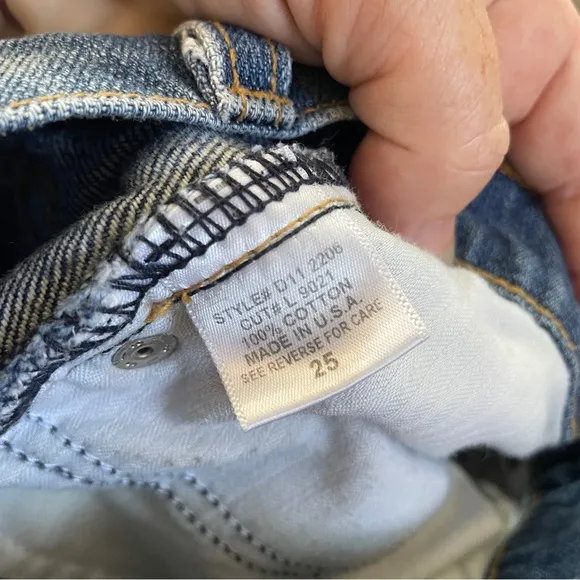 STYLE# D11 2206
CUT# L 9021
100% COTTON
MADE IN U.S.A.
SEE REVERSE FOR CARE
25